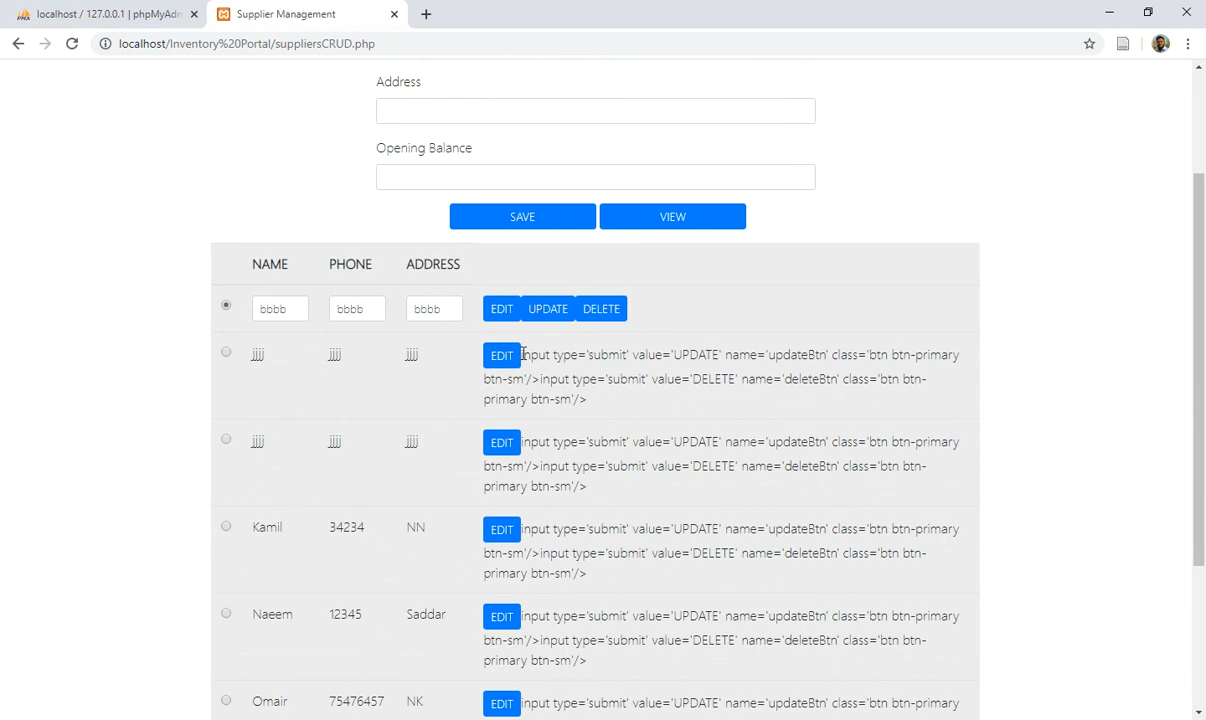 localhost / 127.0.0.1 | phpMyAdm
Supplier Management
localhost/Inventory%20Portal/suppliersCRUD.php
Address
Opening Balance
SAVE VIEW
NAME PHONE ADDRESS
bbbb bbbb bbbb EDIT UPDATE DELETE
jjjj jjjj jjjj EDIT input type='submit' value='UPDATE' name='updateBtn' class='btn btn-primary
btn-sm'/>input type='submit' value='DELETE' name='deleteBtn' class='btn btn-
primary btn-sm'/>
jjjj jjjj jjjj EDIT input type='submit' value='UPDATE' name='updateBtn' class='btn btn-primary
btn-sm'/>input type='submit' value='DELETE' name='deleteBtn' class='btn btn-
primary btn-sm'/>
Kamil 34234 NN EDIT input type='submit' value='UPDATE' name='updateBtn' class='btn btn-primary
btn-sm'/>input type='submit' value='DELETE' name='deleteBtn' class='btn btn-
primary btn-sm'/>
Naeem 12345 Saddar EDIT input type='submit' value='UPDATE' name='updateBtn' class='btn btn-primary
btn-sm'/>input type='submit' value='DELETE' name='deleteBtn' class='btn btn-
primary btn-sm'/>
Omair 75476457 NK EDIT input type='submit' value='UPDATE' name='updateBtn' class='btn btn-primary